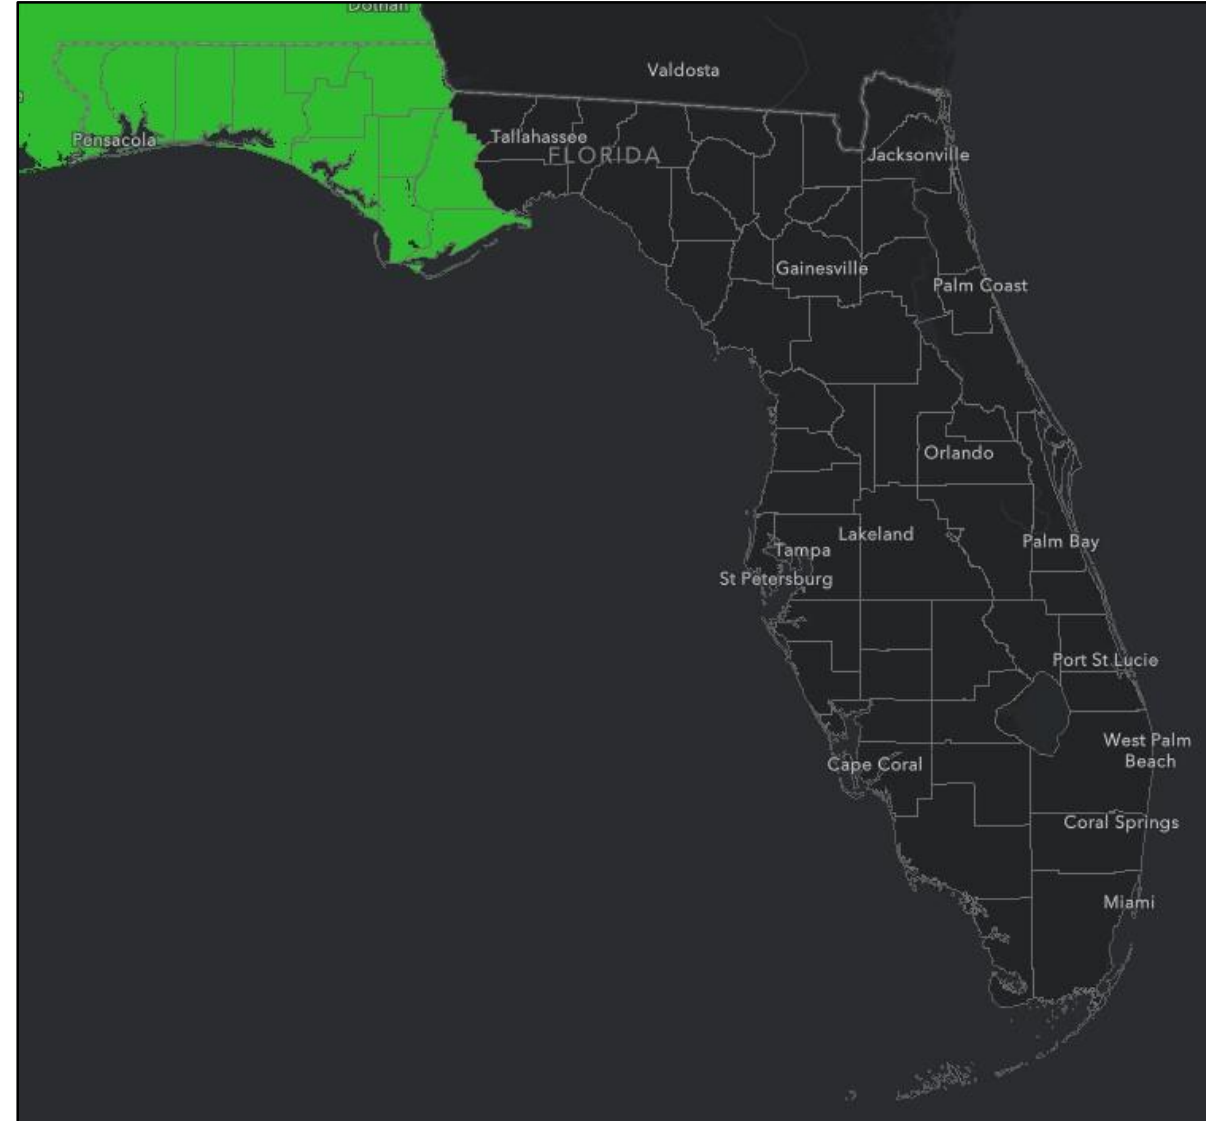 Dothan
Valdosta
Pensacola
Tallahassee
FLORIDA
Jacksonville
Gainesville
Palm Coast
Orlando
Lakeland
Tampa
Palm Bay
St Petersburg
Port St Lucie
West Palm
Beach
Cape Coral
Coral Springs
Miami